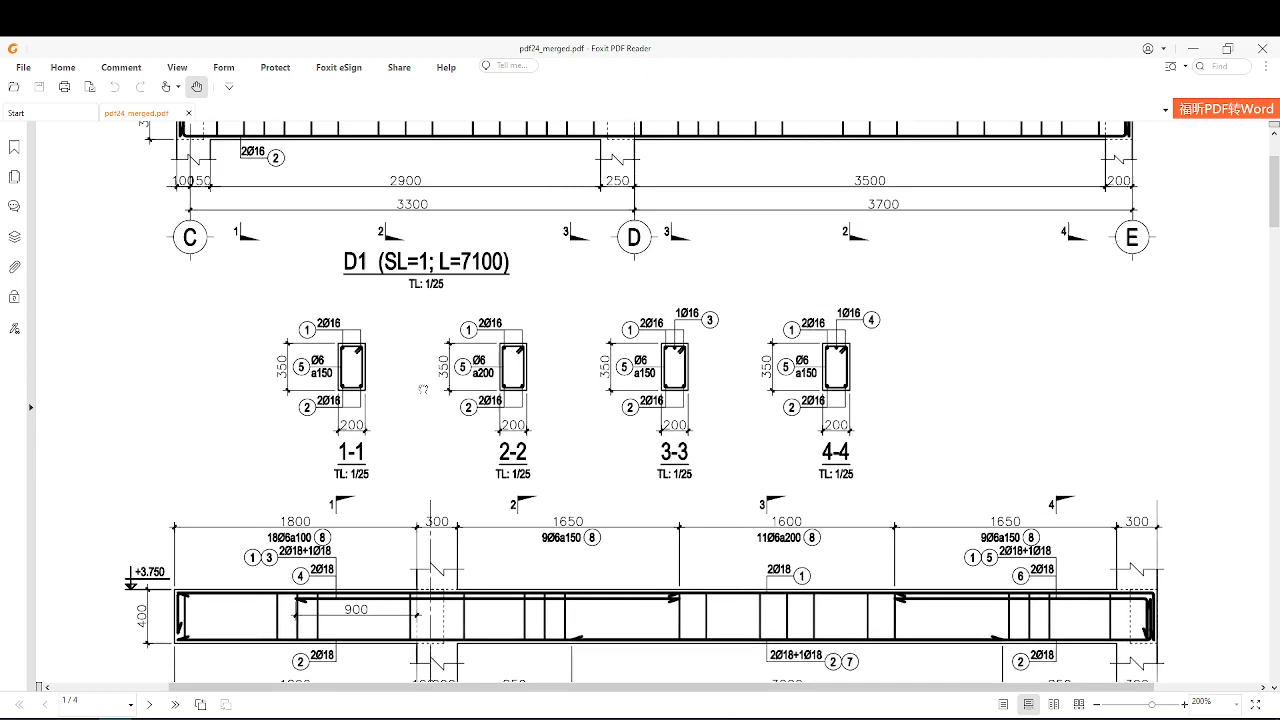 pdf24_merged.pdf - Foxit PDF Reader
File Home Comment View Form Protect Foxit eSign Share Help Tell me... Find
Start pdf24_merged.pdf
福昕PDF转Word
2Ø16 2
100 150 2900 250 3500 200
3300 3700
C 1 2 3 D 3 2 4 E
D1 (SL=1; L=7100)
TL: 1/25
1Ø16 3 1Ø16 4
1 2Ø16 1 2Ø16 1 2Ø16 1 2Ø16
350 5 Ø6 350 5 Ø6 350 5 Ø6 350 5 Ø6
a150 a200 a150 a150
2 2Ø16 2 2Ø16 2 2Ø16 2 2Ø16
200 200 200 200
1-1 2-2 3-3 4-4
TL: 1/25 TL: 1/25 TL: 1/25 TL: 1/25
1 2 3 4
1800 300 1650 1600 1650 300
18Ø6a100 8 9Ø6a150 8 11Ø6a200 8 9Ø6a150 8
1 3 2Ø18+1Ø18 1 5 2Ø18+1Ø18
+3.750 4 2Ø18 2Ø18 1 6 2Ø18
400 900
2 2Ø18 2Ø18+1Ø18 2 7 2 2Ø18
1 / 4 200%